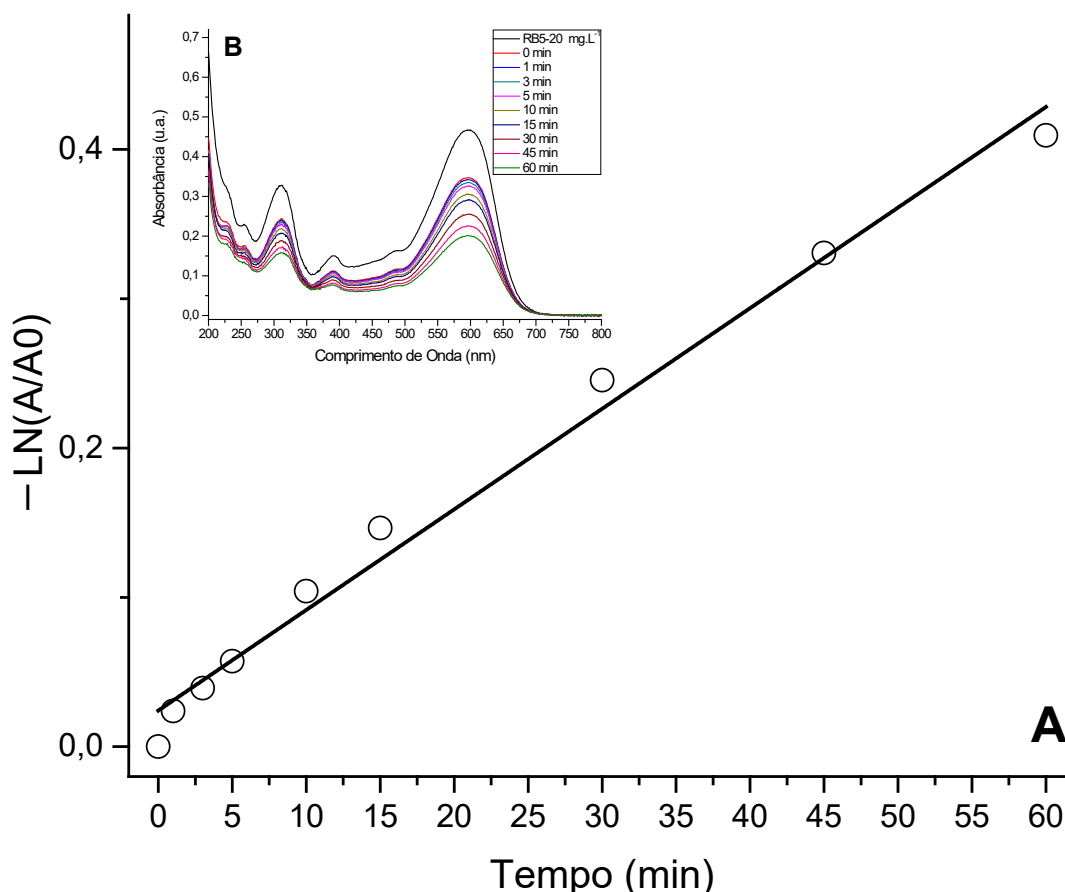 B
0,7
0,6
0,5
0,4
0,3
0,2
0,1
0,0
Absorbância (u.a.)
200 250 300 350 400 450 500 550 600 650 700 750 800
Comprimento de Onda (nm)
RB5-20 mg.L⁻¹
0 min
1 min
3 min
5 min
10 min
15 min
30 min
45 min
60 min
0,4
0,2
0,0
– LN(A/A0)
A
0 5 10 15 20 25 30 35 40 45 50 55 60
Tempo (min)